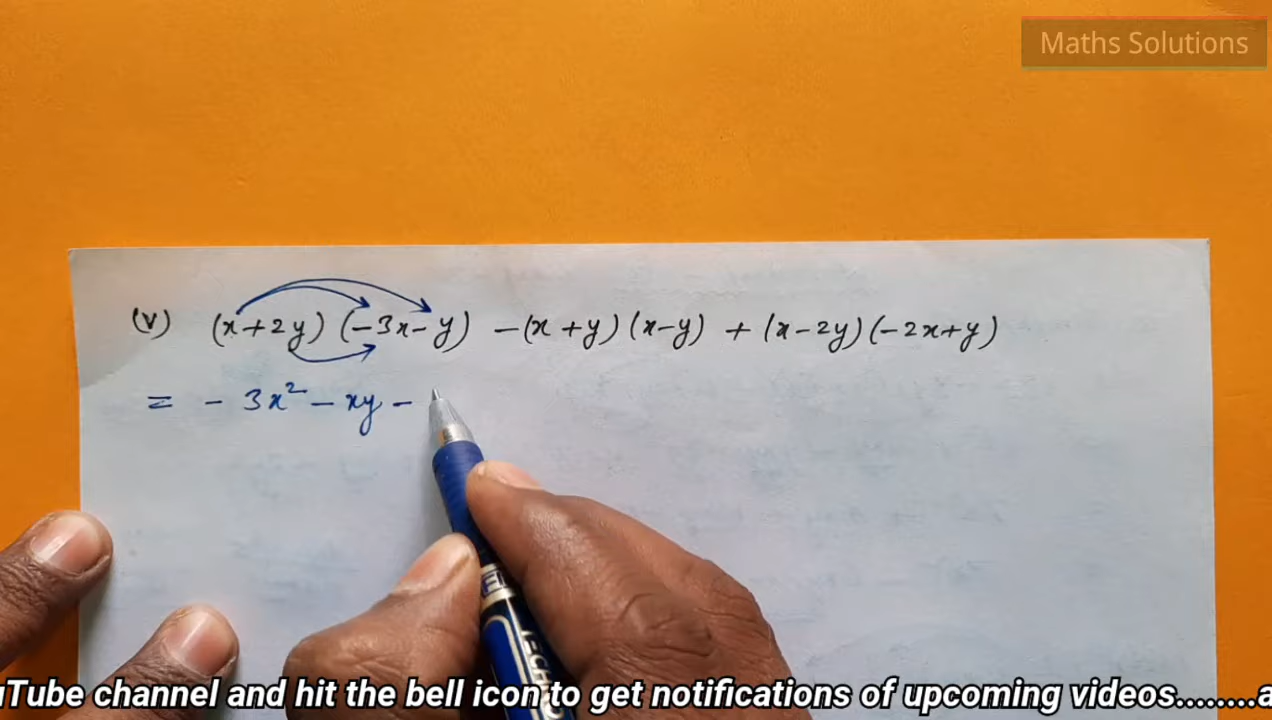 Maths Solutions
(v) (x+2y) (-3x-y) -(x+y) (x-y) + (x-2y) (-2x+y)
= - 3x² - xy -
uTube channel and hit the bell icon to get notifications of upcoming videos........a